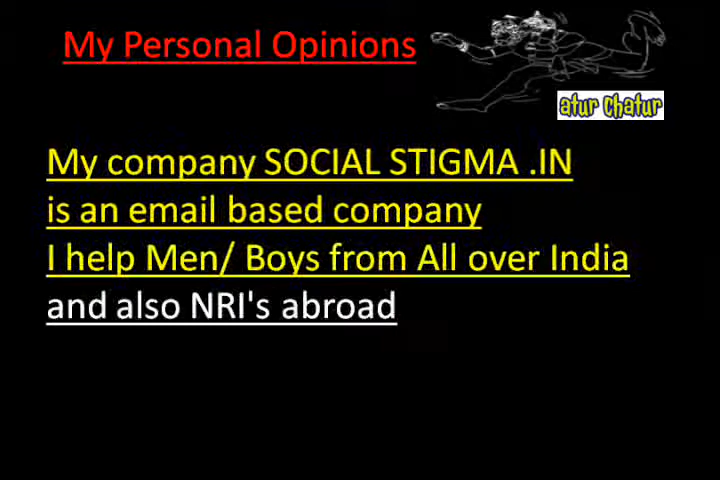 My Personal Opinions
atur chatur
My company SOCIAL STIGMA .IN
is an email based company
I help Men/ Boys from All over India
and also NRI's abroad